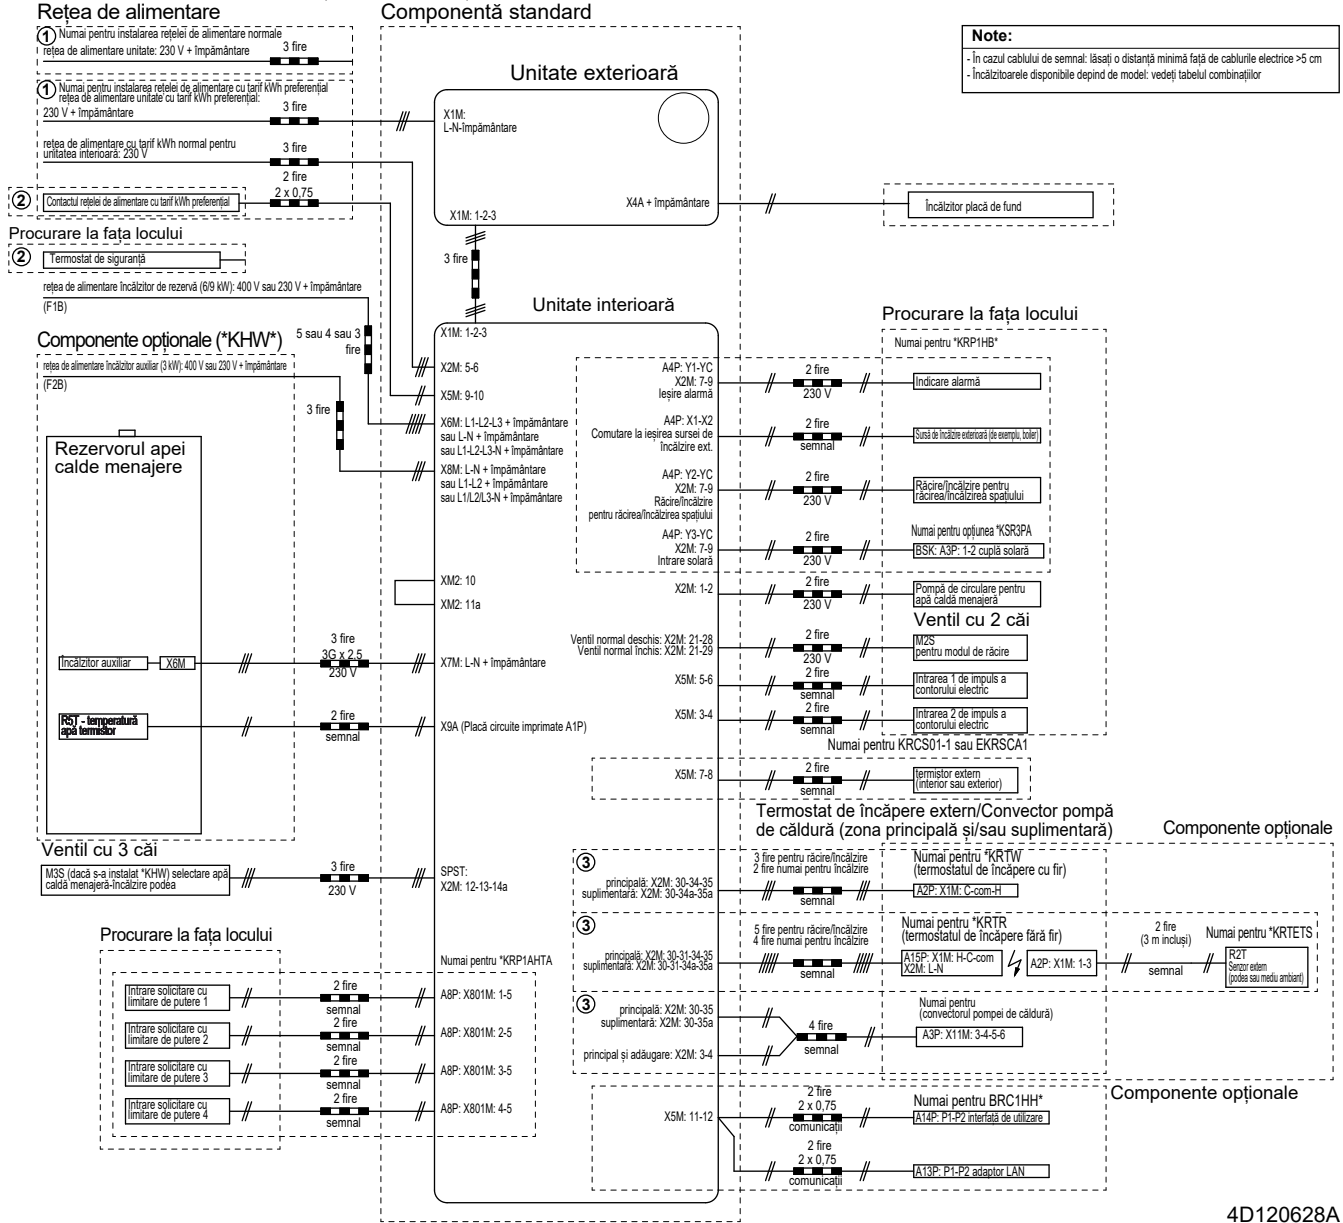 Rețea de alimentare
① Numai pentru instalarea rețelei de alimentare normale
rețea de alimentare unitate: 230 V + împământare
3 fire
① Numai pentru instalarea rețelei de alimentare cu tarif kWh preferențial
rețea de alimentare unitate cu tarif kWh preferențial:
230 V + împământare
3 fire
rețea de alimentare cu tarif kWh normal pentru
unitatea interioară: 230 V
3 fire
2 fire
2 x 0,75
② Contactul rețelei de alimentare cu tarif kWh preferențial
Procurare la fața locului
② Termostat de siguranță
rețea de alimentare încălzitor de rezervă (6/9 kW): 400 V sau 230 V + împământare
(F1B)
5 sau 4 sau 3
fire
Componente opționale (*KHW*)
rețea de alimentare încălzitor auxiliar (3 kW): 400 V sau 230 V + împământare
(F2B)
3 fire
Rezervorul apei
calde menajere
Încălzitor auxiliar
X6M
3 fire
3G x 2,5
230 V
R5T - temperatură
apă termistor
2 fire
semnal
Ventil cu 3 căi
M3S (dacă s-a instalat *KHW) selectare apă
caldă menajeră-încălzire podea
3 fire
230 V
Procurare la fața locului
Intrare solicitare cu
limitare de putere 1
2 fire
semnal
Intrare solicitare cu
limitare de putere 2
2 fire
semnal
Intrare solicitare cu
limitare de putere 3
2 fire
semnal
Intrare solicitare cu
limitare de putere 4
2 fire
semnal
Componentă standard
Unitate exterioară
X1M:
L-N-împământare
X4A + împământare
X1M: 1-2-3
3 fire
Unitate interioară
X1M: 1-2-3
X2M: 5-6
X5M: 9-10
X6M: L1-L2-L3 + împământare
sau L-N + împământare
sau L1-L2-L3-N + împământare
X8M: L-N + împământare
sau L1-L2 + împământare
sau L1/L2/L3-N + împământare
XM2: 10
XM2: 11a
X7M: L-N + împământare
X9A (Placă circuite imprimate A1P)
SPST:
X2M: 12-13-14a
Numai pentru *KRP1AHTA
A8P: X801M: 1-5
A8P: X801M: 2-5
A8P: X801M: 3-5
A8P: X801M: 4-5
Note:
- În cazul cablului de semnal: lăsați o distanță minimă față de cablurile electrice >5 cm
- Încălzitoarele disponibile depind de model: vedeți tabelul combinațiilor
Încălzitor placă de fund
Procurare la fața locului
Numai pentru *KRP1HB*
A4P: Y1-YC
X2M: 7-9
Ieșire alarmă
2 fire
230 V
Indicare alarmă
A4P: X1-X2
Comutare la ieșirea sursei de
încălzire ext.
2 fire
semnal
Sursă de încălzire exterioară (de exemplu, boiler)
A4P: Y2-YC
X2M: 7-9
Răcire/încălzire
pentru răcirea/încălzirea spațiului
2 fire
230 V
Răcire/încălzire pentru
răcirea/încălzirea spațiului
A4P: Y3-YC
X2M: 7-9
Intrare solară
2 fire
230 V
Numai pentru opțiunea *KSR3PA
BSK: A3P: 1-2 cuplă solară
X2M: 1-2
2 fire
230 V
Pompă de circulare pentru
apă caldă menajeră
Ventil cu 2 căi
Ventil normal deschis: X2M: 21-28
Ventil normal închis: X2M: 21-29
2 fire
230 V
M2S
pentru modul de răcire
X5M: 5-6
2 fire
semnal
Intrarea 1 de impuls a
contorului electric
X5M: 3-4
2 fire
semnal
Intrarea 2 de impuls a
contorului electric
Numai pentru KRCS01-1 sau EKRSCA1
X5M: 7-8
2 fire
semnal
termistor extern
(interior sau exterior)
Termostat de încăpere extern/Convector pompă
de căldură (zona principală și/sau suplimentară)
Componente opționale
③
principală: X2M: 30-34-35
suplimentară: X2M: 30-34a-35a
3 fire pentru răcire/încălzire
2 fire numai pentru încălzire
semnal
Numai pentru *KRTW
(termostatul de încăpere cu fir)
A2P: X1M: C-com-H
③
principală: X2M: 30-31-34-35
suplimentară: X2M: 30-31-34a-35a
5 fire pentru răcire/încălzire
4 fire numai pentru încălzire
semnal
Numai pentru *KRTR
(termostatul de încăpere fără fir)
A15P: X1M: H-C-com
X2M: L-N
A2P: X1M: 1-3
2 fire
(3 m incluși)
semnal
Numai pentru *KRTETS
R2T
Senzor extern
(podea sau mediu ambiant)
③
principală: X2M: 30-35
suplimentară: X2M: 30-35a
principal și adăugare: X2M: 3-4
4 fire
semnal
Numai pentru
(convectorul pompei de căldură)
A3P: X11M: 3-4-5-6
Componente opționale
X5M: 11-12
2 fire
2 x 0,75
comunicații
Numai pentru BRC1HH*
A14P: P1-P2 interfață de utilizare
2 fire
2 x 0,75
comunicații
A13P: P1-P2 adaptor LAN
4D120628A